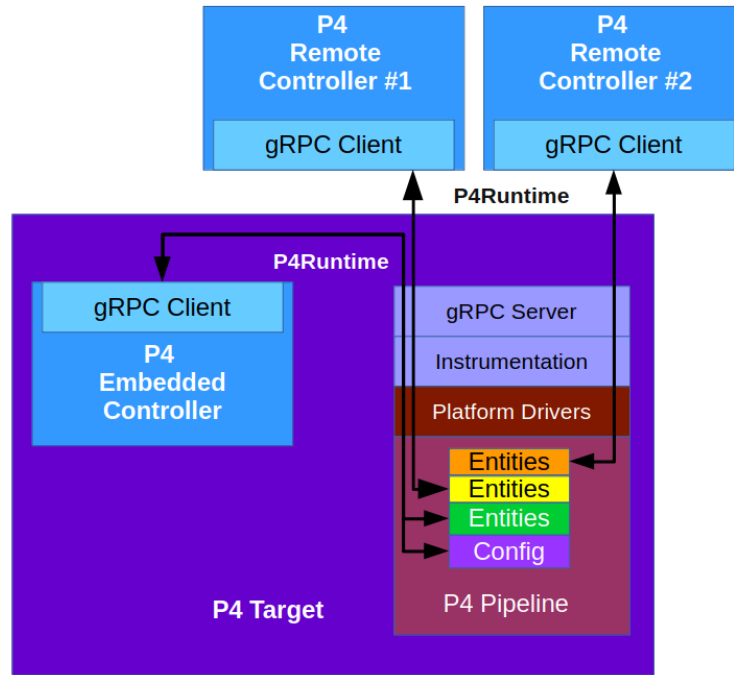 P4
Remote
Controller #1
gRPC Client
P4
Remote
Controller #2
gRPC Client
P4Runtime
P4Runtime
gRPC Client
P4
Embedded
Controller
gRPC Server
Instrumentation
Platform Drivers
Entities
Entities
Entities
Config
P4 Pipeline
P4 Target